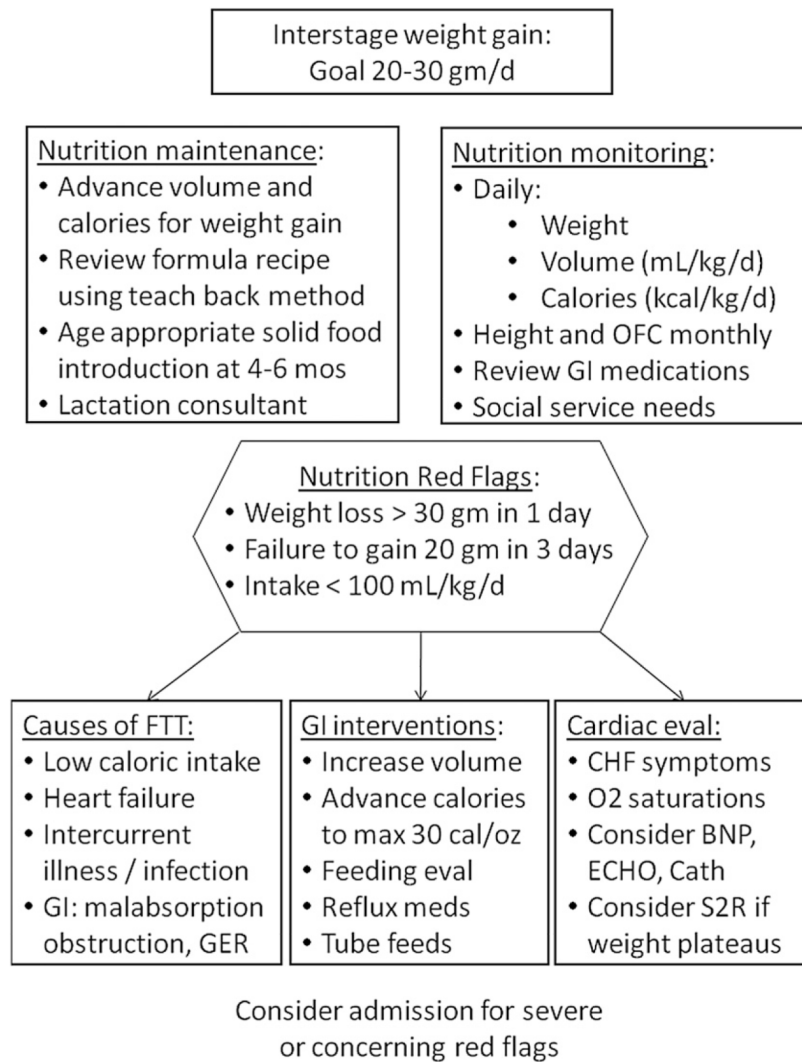 Interstage weight gain:
Goal 20-30 gm/d
Nutrition maintenance:
• Advance volume and
calories for weight gain
• Review formula recipe
using teach back method
• Age appropriate solid food
introduction at 4-6 mos
• Lactation consultant
Nutrition monitoring:
• Daily:
• Weight
• Volume (mL/kg/d)
• Calories (kcal/kg/d)
• Height and OFC monthly
• Review GI medications
• Social service needs
Nutrition Red Flags:
• Weight loss > 30 gm in 1 day
• Failure to gain 20 gm in 3 days
• Intake < 100 mL/kg/d
Causes of FTT:
• Low caloric intake
• Heart failure
• Intercurrent
illness / infection
• GI: malabsorption
obstruction, GER
GI interventions:
• Increase volume
• Advance calories
to max 30 cal/oz
• Feeding eval
• Reflux meds
• Tube feeds
Cardiac eval:
• CHF symptoms
• O2 saturations
• Consider BNP,
ECHO, Cath
• Consider S2R if
weight plateaus
Consider admission for severe
or concerning red flags